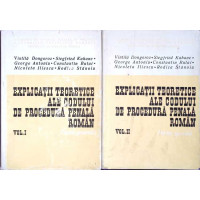 Vintilă Dongoroz • Siegfried Kahane •
George Antoniu • Constantin Bulai •
Nicoleta Iliescu • Rodica Stănoiu
EXPLICAȚII TEORETICE
ALE CODULUI
DE PROCEDURĂ PENALĂ
ROMÂN
VOL. I
Vintilă Dongoroz • Siegfried Kahane •
George Antoniu • Constantin Bulai •
Nicoleta Iliescu • Rodica Stănoiu
EXPLICAȚII TEORETICE
ALE CODULUI
DE PROCEDURĂ PENALĂ
ROMÂN
VOL. II